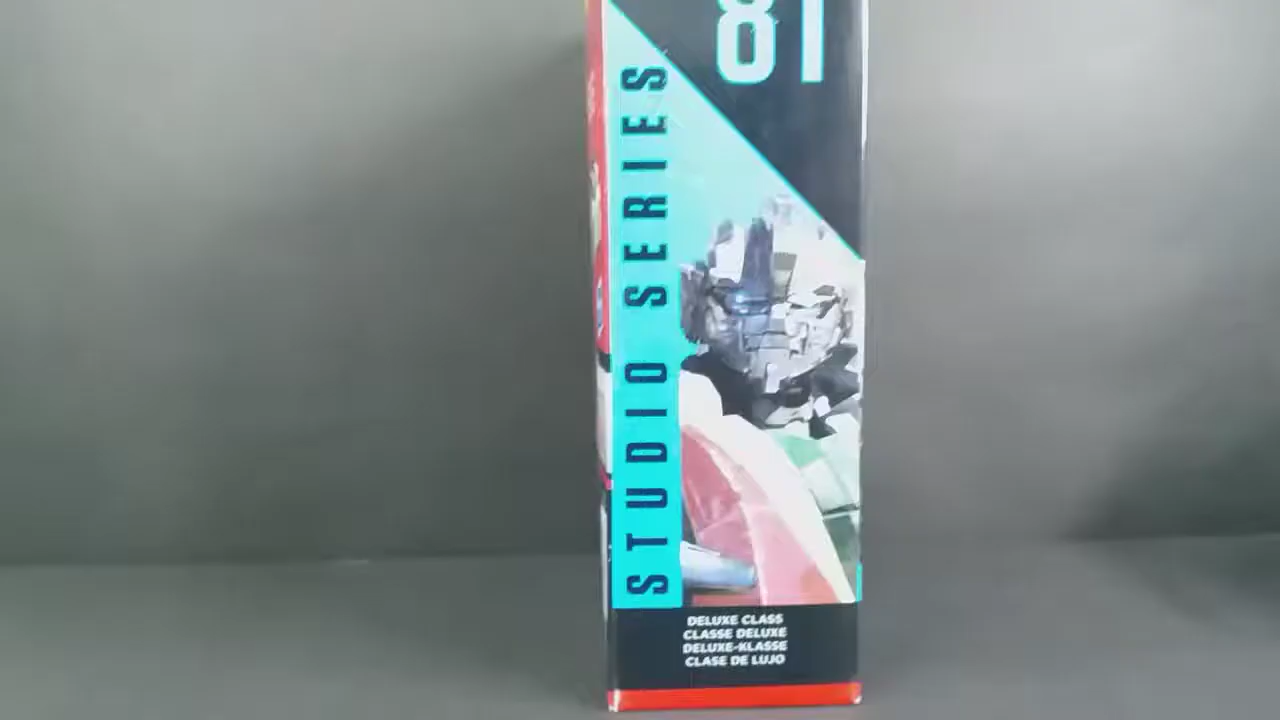 81
STUDIO SERIES
DELUXE CLASS
CLASSE DELUXE
DELUXE-KLASSE
CLASE DE LUJO